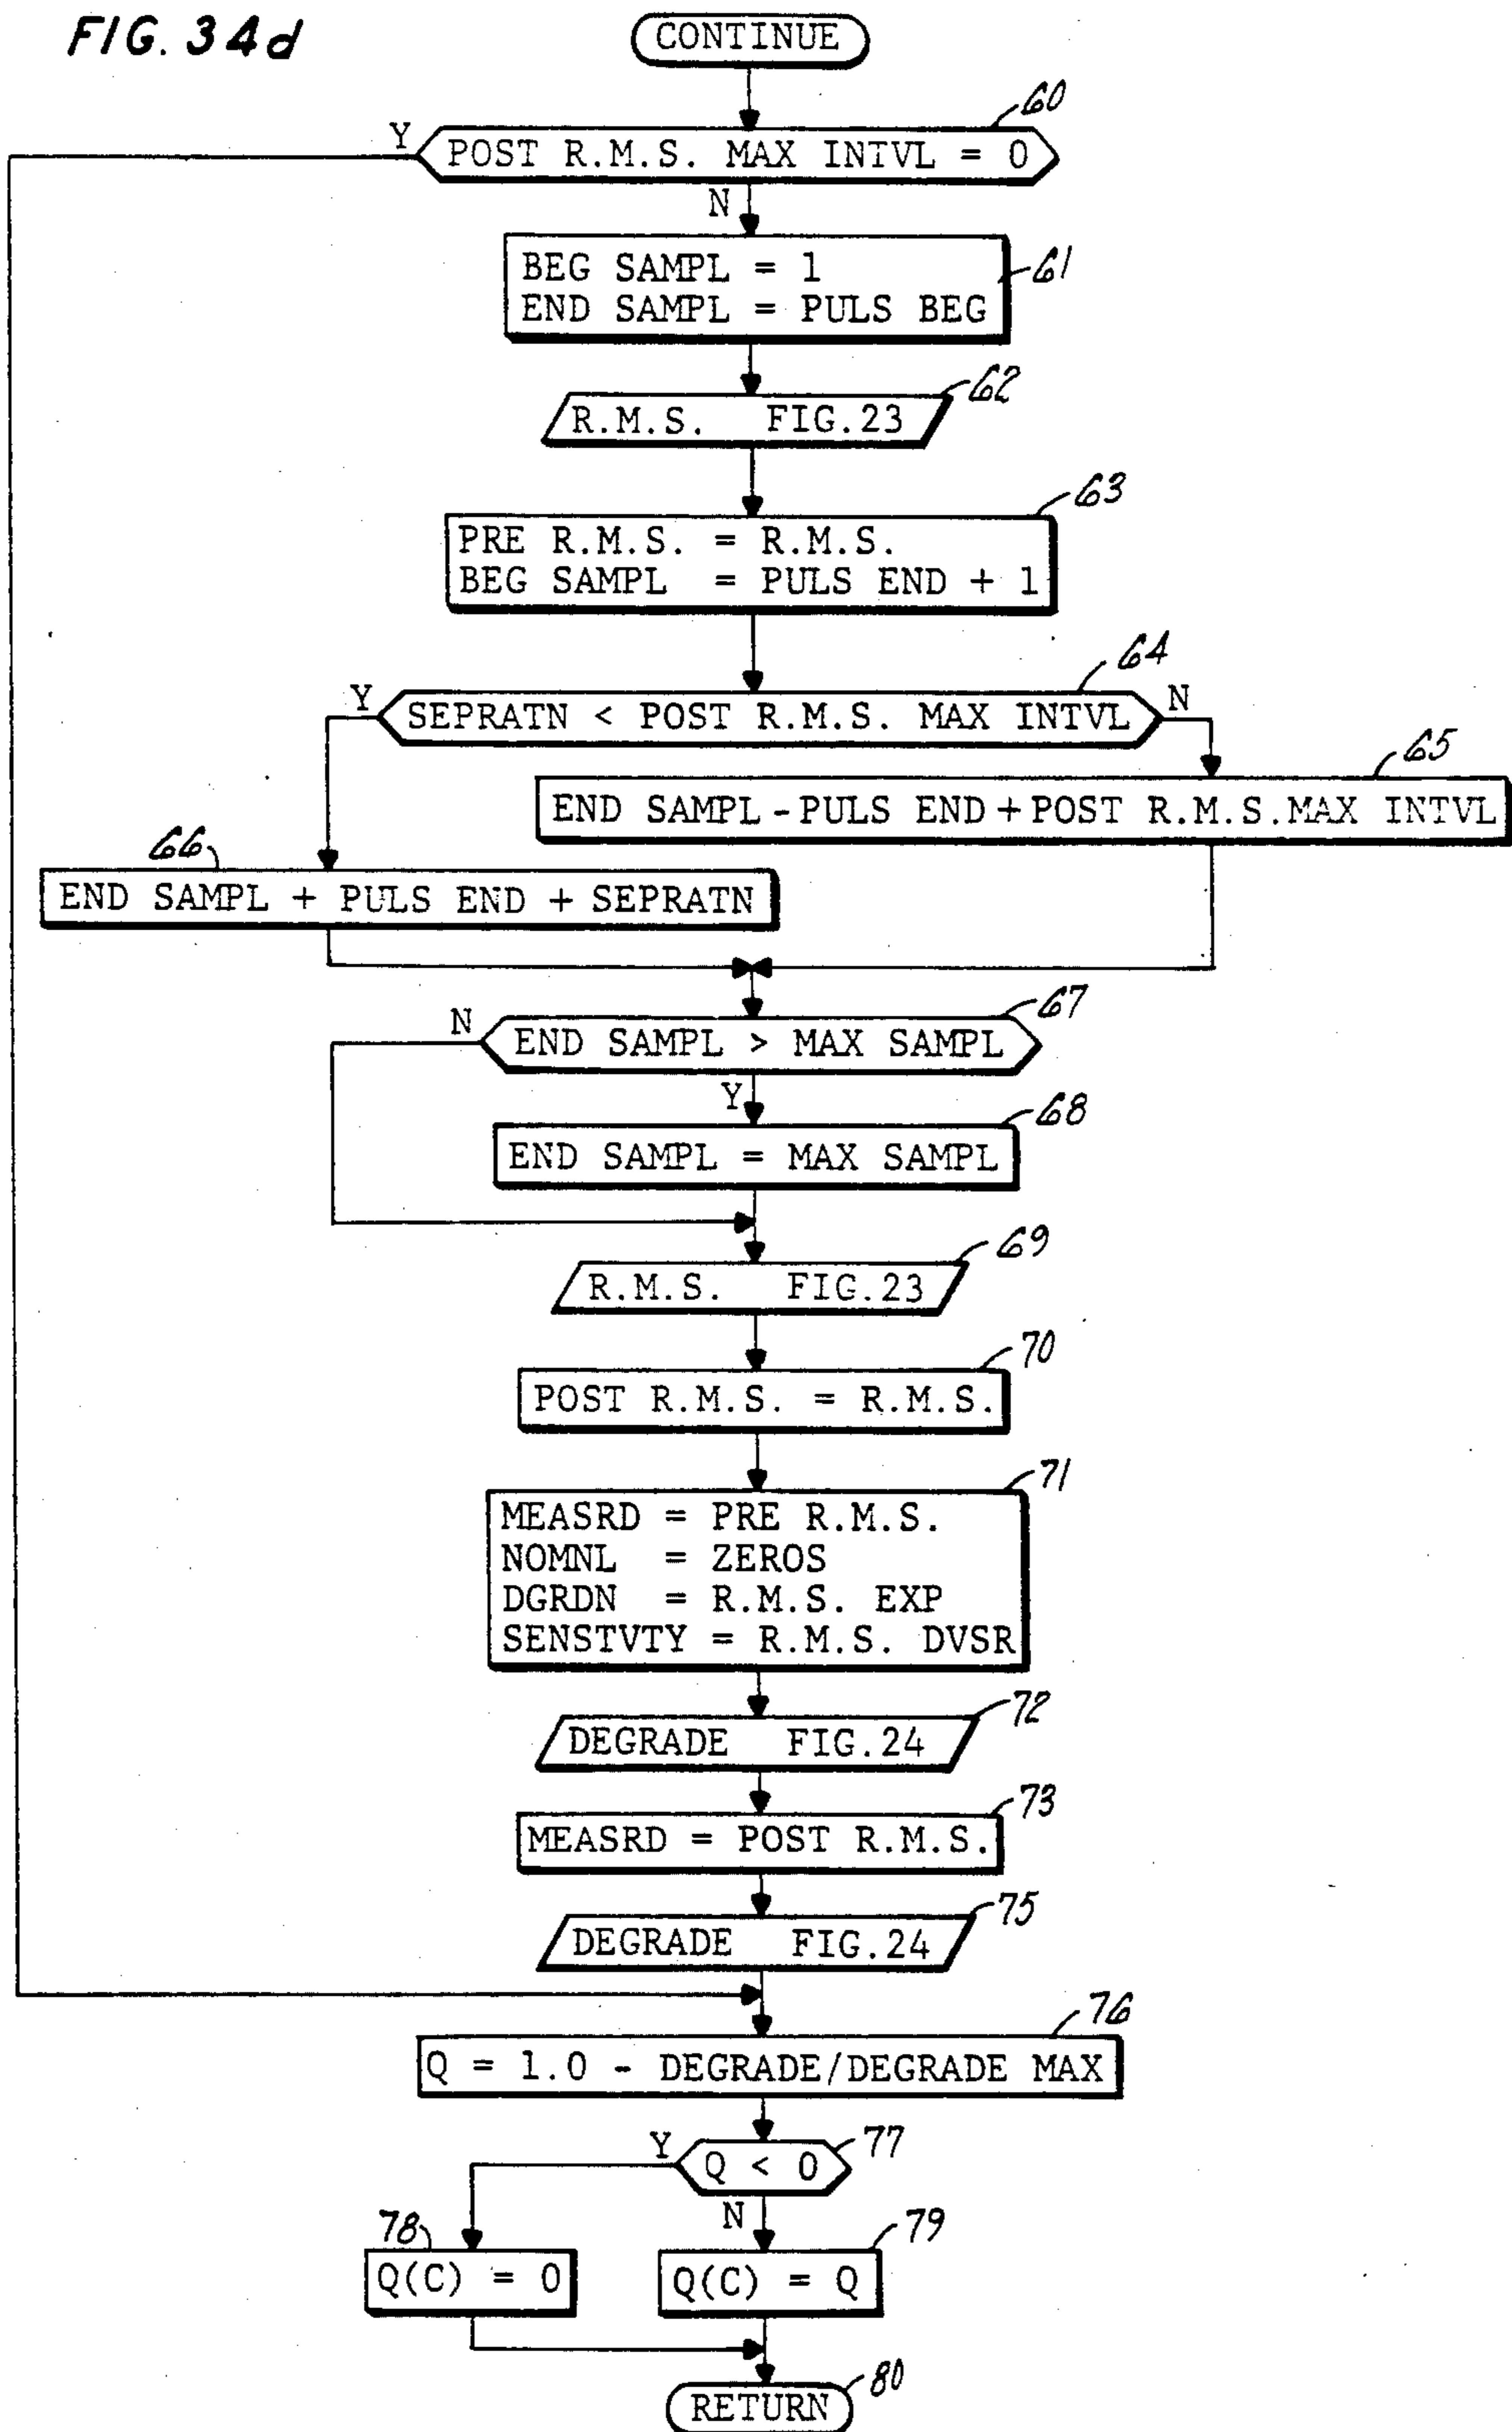 FIG. 34d
CONTINUE
60
Y
POST R.M.S. MAX INTVL = 0
N
BEG SAMPL = 1
END SAMPL = PULS BEG
61
62
R.M.S. FIG.23
63
PRE R.M.S. = R.M.S.
BEG SAMPL = PULS END + 1
64
Y
SEPRATN < POST R.M.S. MAX INTVL
N
65
END SAMPL - PULS END + POST R.M.S. MAX INTVL
66
END SAMPL + PULS END + SEPRATN
67
N
END SAMPL > MAX SAMPL
Y
68
END SAMPL = MAX SAMPL
69
R.M.S. FIG.23
70
POST R.M.S. = R.M.S.
71
MEASRD = PRE R.M.S.
NOMNL = ZEROS
DGRDN = R.M.S. EXP
SENSTVTY = R.M.S. DVSR
72
DEGRADE FIG.24
73
MEASRD = POST R.M.S.
75
DEGRADE FIG.24
76
Q = 1.0 - DEGRADE/DEGRADE MAX
77
Y
Q < 0
N
78
Q(C) = 0
79
Q(C) = Q
80
RETURN